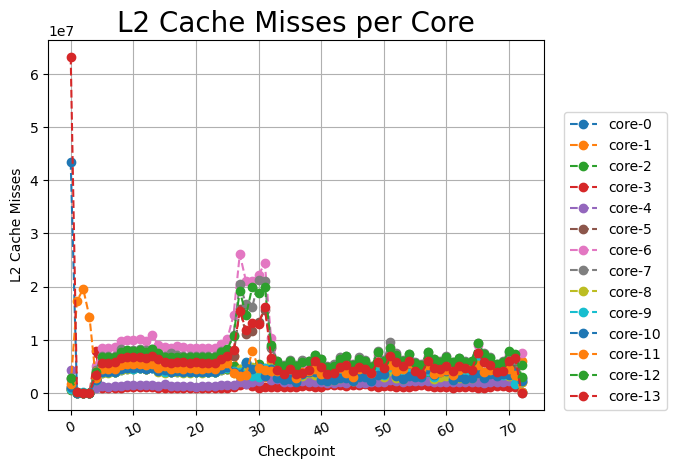 L2 Cache Misses per Core
1e7
6
5
4
3
2
1
0
L2 Cache Misses
0
10
20
30
40
50
60
70
Checkpoint
core-0
core-1
core-2
core-3
core-4
core-5
core-6
core-7
core-8
core-9
core-10
core-11
core-12
core-13